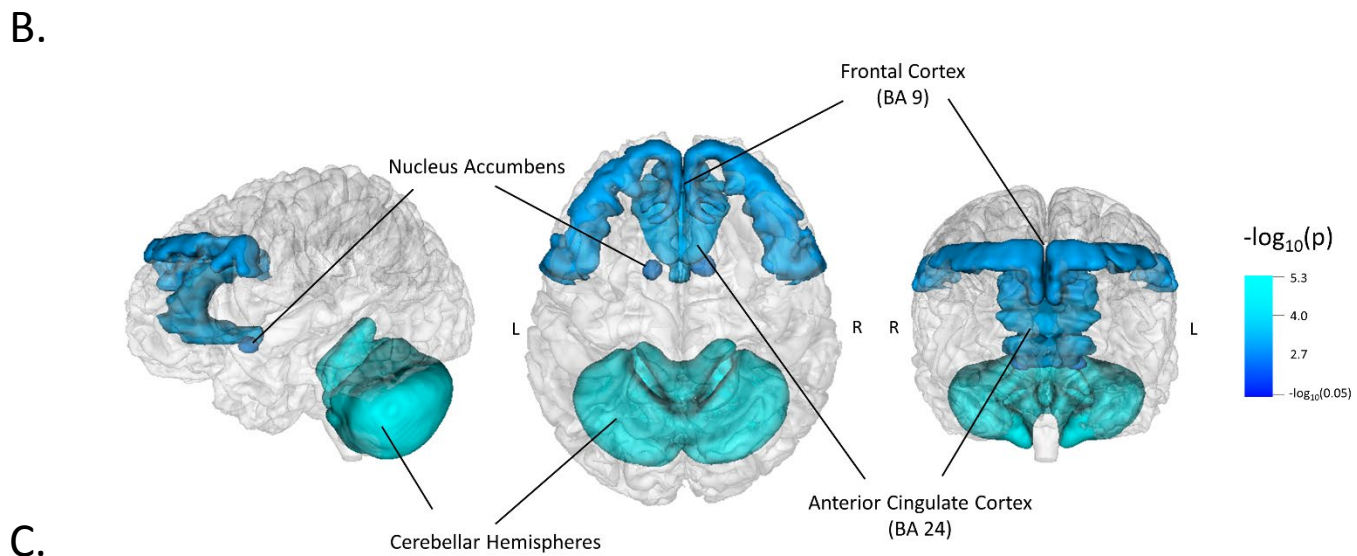 B.
Frontal Cortex
(BA 9)
Nucleus Accumbens
-log10(p)
5.3
4.0
2.7
-log10(0.05)
L
R
R
L
Anterior Cingulate Cortex
(BA 24)
Cerebellar Hemispheres
C.